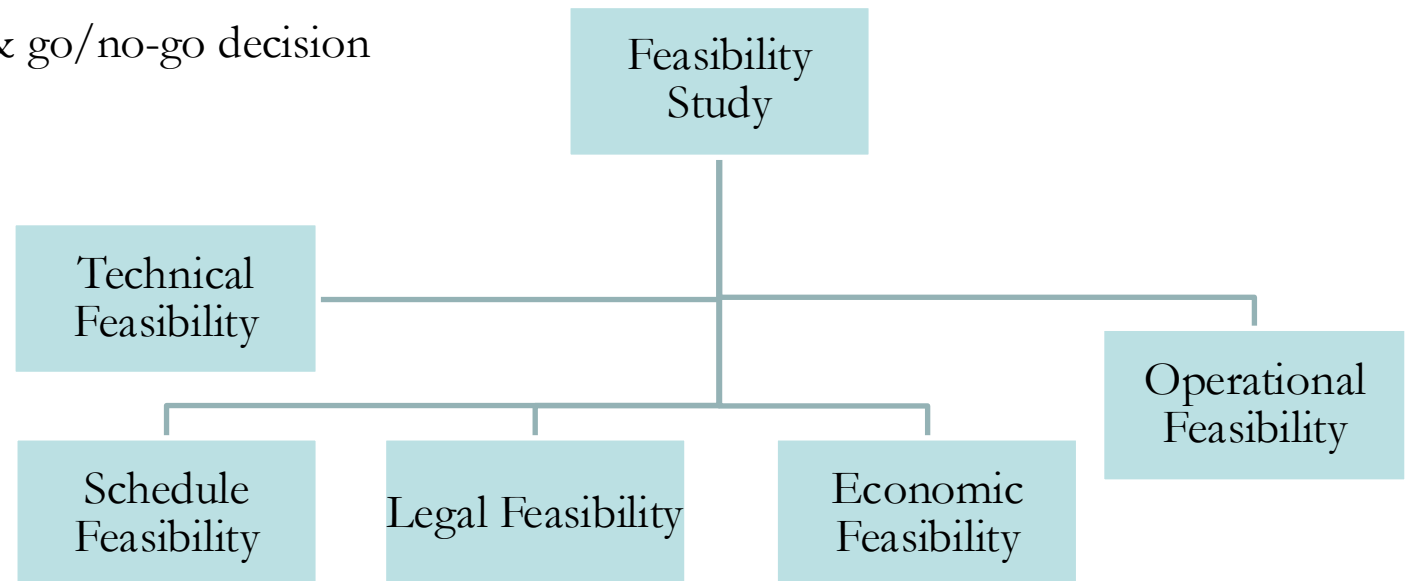 & go/no-go decision
Feasibility
Study
Technical
Feasibility
Operational
Feasibility
Schedule
Feasibility
Legal Feasibility
Economic
Feasibility